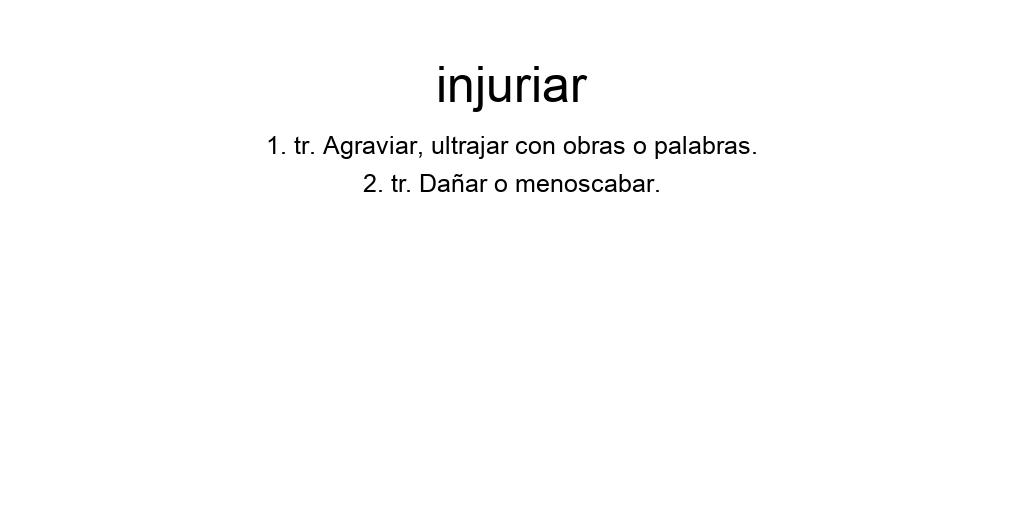 injuriar
1. tr. Agraviar, ultrajar con obras o palabras.
2. tr. Dañar o menoscabar.